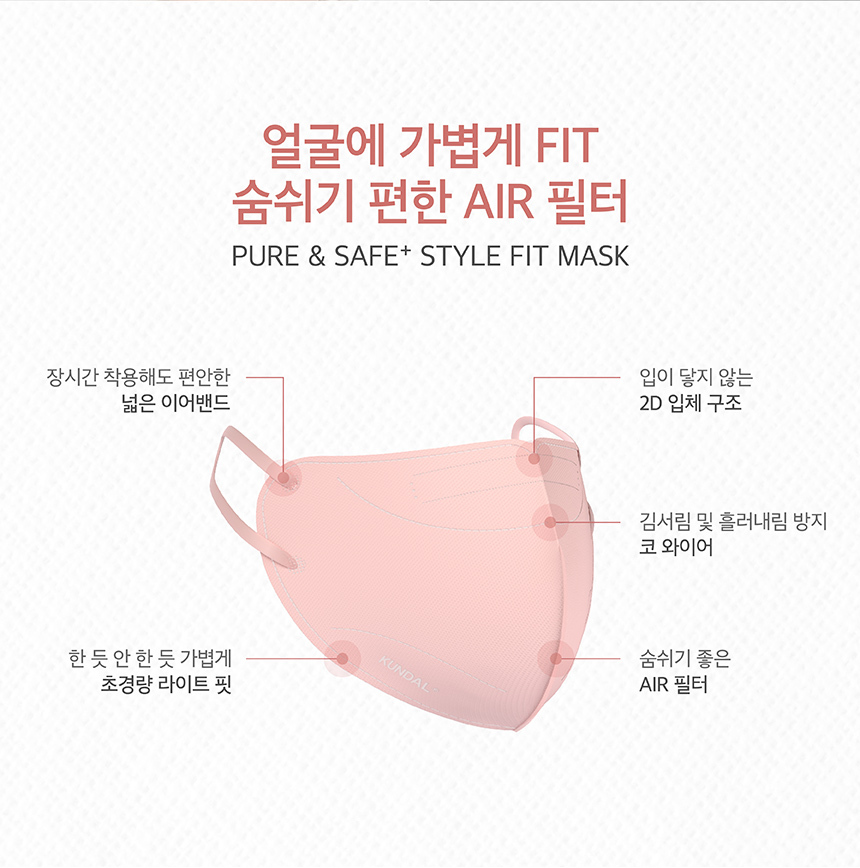 얼굴에 가볍게 FIT
숨쉬기 편한 AIR 필터
PURE & SAFE⁺ STYLE FIT MASK
장시간 착용해도 편안한
넓은 이어밴드
입이 닿지 않는
2D 입체 구조
김서림 및 흘러내림 방지
코 와이어
한 듯 안 한 듯 가볍게
초경량 라이트 핏
숨쉬기 좋은
AIR 필터
KUNDAL